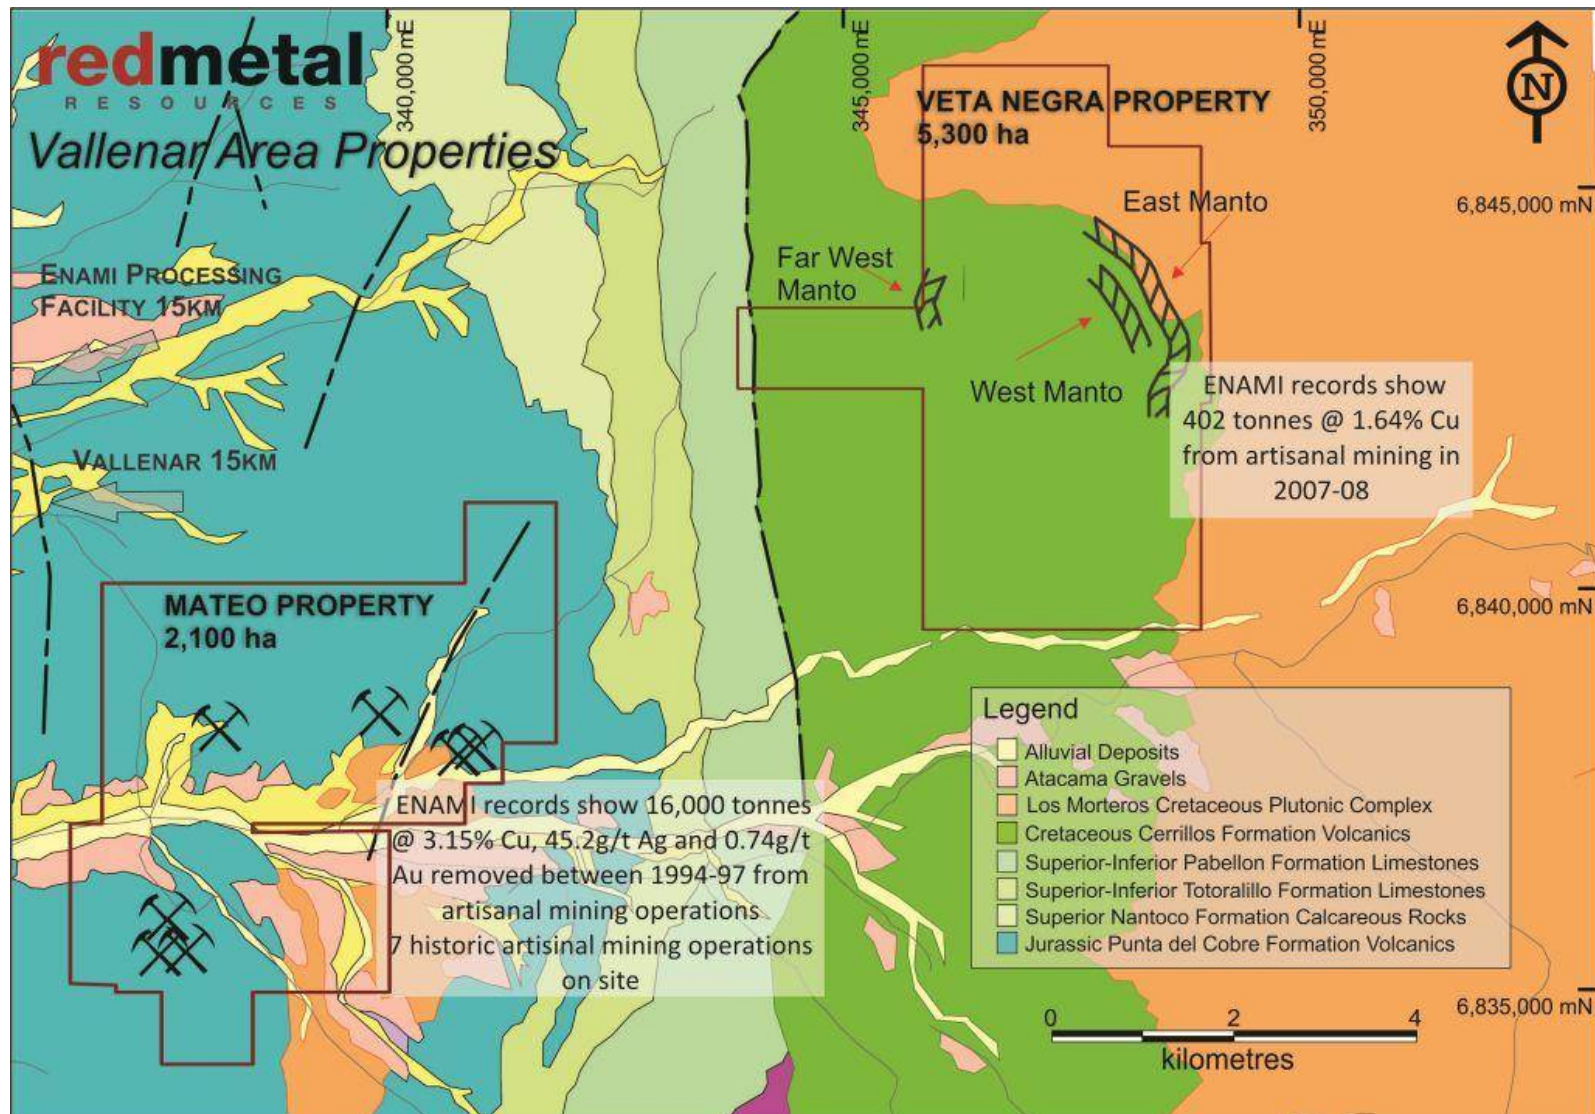 redmetal
RESOURCES
Vallenar Area Properties
340,000 mE
345,000 mE
350,000 mE
N
VETA NEGRA PROPERTY
5,300 ha
6,845,000 mN
East Manto
Far West
Manto
ENAMI PROCESSING
FACILITY 15KM
West Manto
ENAMI records show
402 tonnes @ 1.64% Cu
from artisanal mining in
2007-08
VALLENAR 15KM
MATEO PROPERTY
2,100 ha
6,840,000 mN
ENAMI records show 16,000 tonnes
@ 3.15% Cu, 45.2g/t Ag and 0.74g/t
Au removed between 1994-97 from
artisanal mining operations
7 historic artisinal mining operations
on site
Legend
Alluvial Deposits
Atacama Gravels
Los Morteros Cretaceous Plutonic Complex
Cretaceous Cerrillos Formation Volcanics
Superior-Inferior Pabellon Formation Limestones
Superior-Inferior Totoralillo Formation Limestones
Superior Nantoco Formation Calcareous Rocks
Jurassic Punta del Cobre Formation Volcanics
6,835,000 mN
0 2 4
kilometres